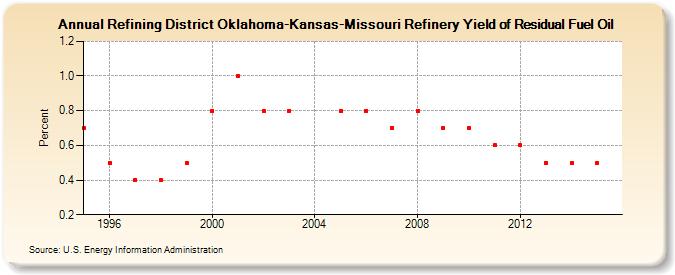 Annual Refining District Oklahoma-Kansas-Missouri Refinery Yield of Residual Fuel Oil
1.2
1.0
0.8
0.6
0.4
0.2
Percent
1996 2000 2004 2008 2012
Source: U.S. Energy Information Administration